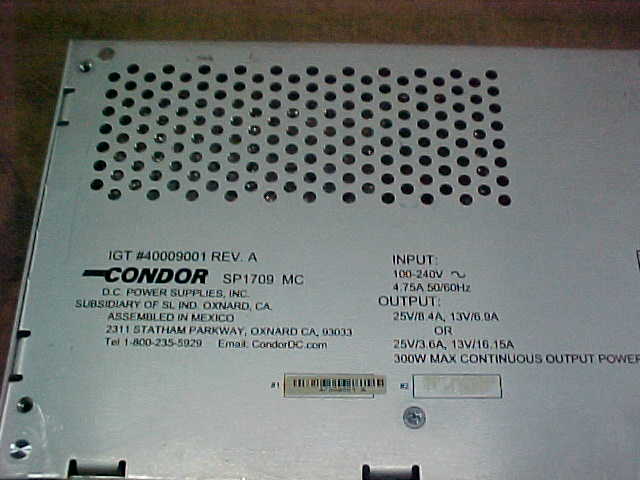 IGT #40009001 REV. A
CONDOR SP1709 MC
D.C. POWER SUPPLIES, INC.
SUBSIDIARY OF SL IND. OXNARD, CA.
ASSEMBLED IN MEXICO
2311 STATHAM PARKWAY, OXNARD CA, 93033
Tel 1-800-235-5929 Email: CondorDC.com
INPUT:
100-240V ~
4.75A 50/60Hz
OUTPUT:
25V/8.4A, 13V/6.9A
OR
25V/3.6A, 13V/16.15A
300W MAX CONTINUOUS OUTPUT POWER
#1
#2